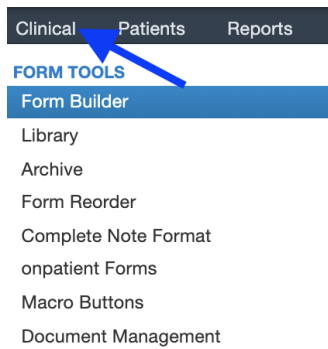 Clinical Patients Reports
FORM TOOLS
Form Builder
Library
Archive
Form Reorder
Complete Note Format
onpatient Forms
Macro Buttons
Document Management